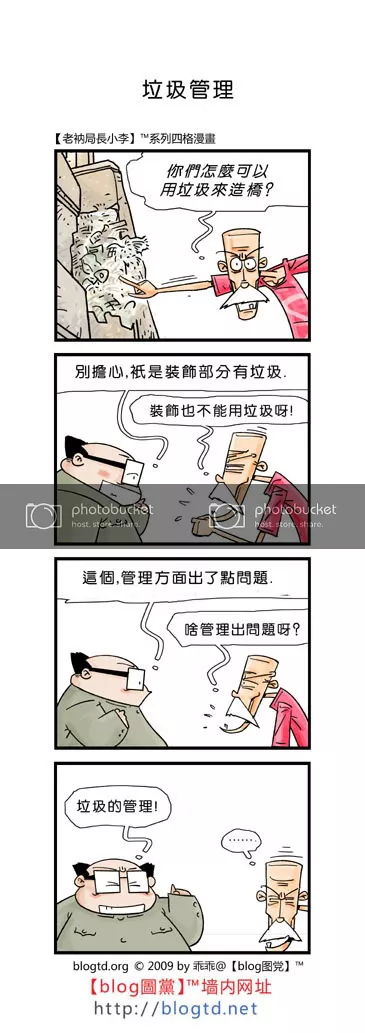 垃圾管理
【老衲局長小李】™系列四格漫畫
你們怎麼可以
用垃圾來造橋？
別擔心,衹是裝飾部分有垃圾.
裝飾也不能用垃圾呀!
photobucket
host. store. share.
photobucket
host. store. share.
photobucket
host. store. share.
這個,管理方面出了點問題.
啥管理出問題呀?
垃圾的管理!
........
blogtd.org © 2009 by 乖乖@【blog图党】™
【blog圖黨】™墙内网址
http://blogtd.net